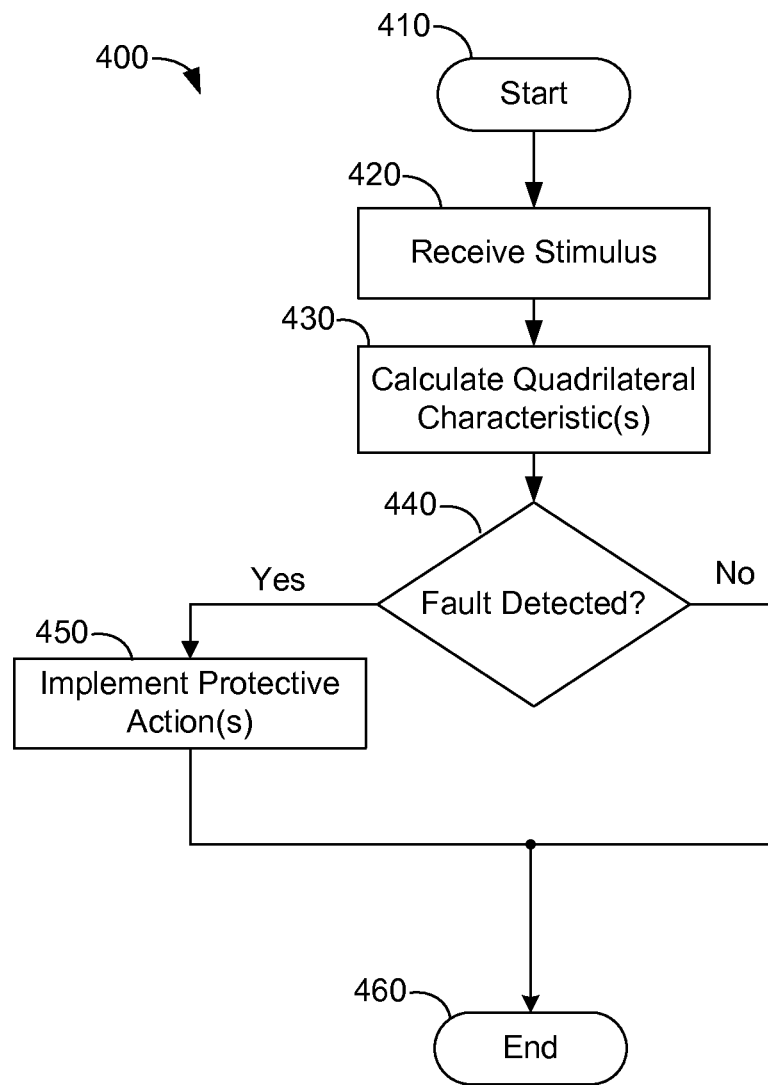 410
400
Start
420
Receive Stimulus
430
Calculate Quadrilateral
Characteristic(s)
440
Yes
No
Fault Detected?
450
Implement Protective
Action(s)
460
End